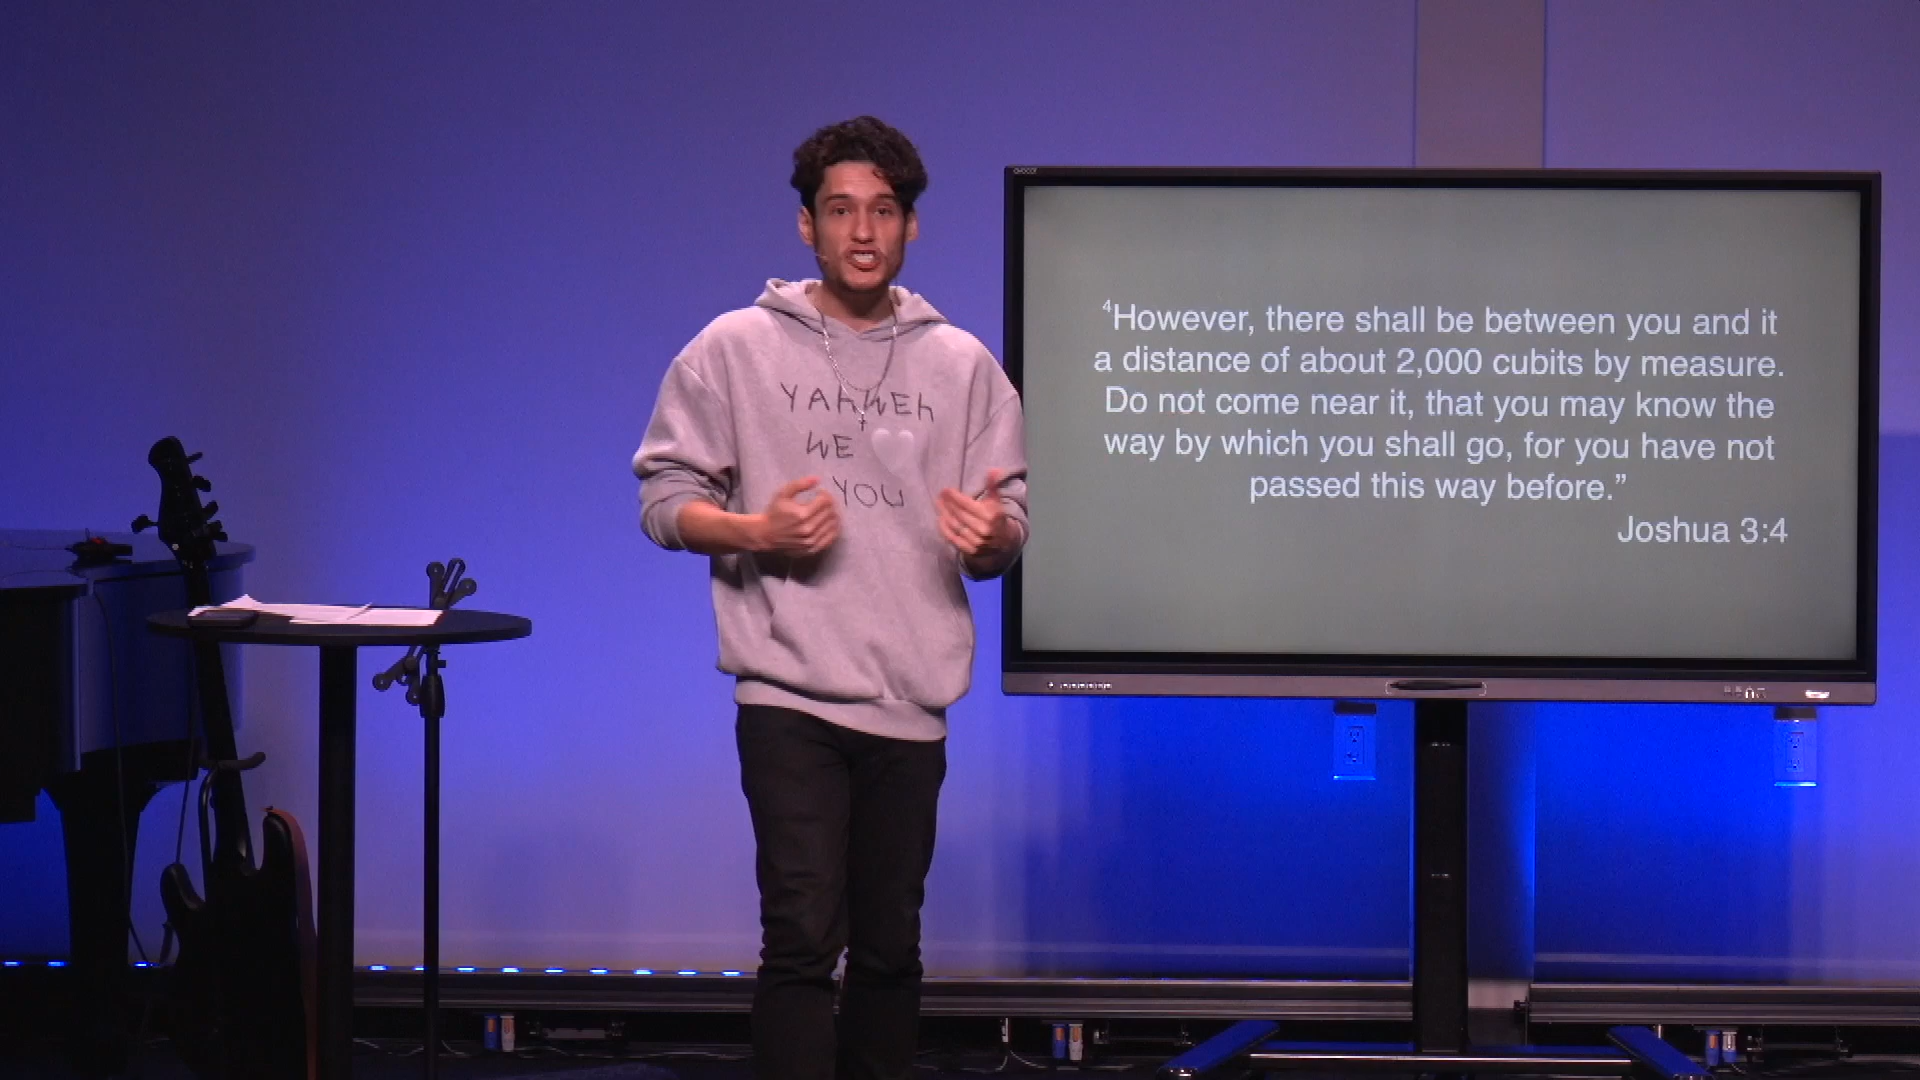 YAHWEH
WE 🤍
YOU
⁴However, there shall be between you and it
a distance of about 2,000 cubits by measure.
Do not come near it, that you may know the
way by which you shall go, for you have not
passed this way before.”
Joshua 3:4